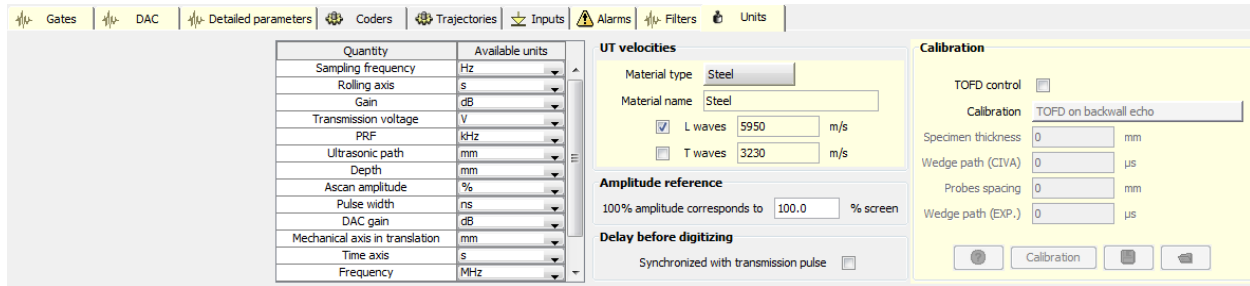 Gates DAC Detailed parameters Coders Trajectories Inputs Alarms Filters Units
Quantity Available units
Sampling frequency Hz
Rolling axis s
Gain dB
Transmission voltage V
PRF kHz
Ultrasonic path mm
Depth mm
Ascan amplitude %
Pulse width ns
DAC gain dB
Mechanical axis in translation mm
Time axis s
Frequency MHz
UT velocities
Material type Steel
Material name Steel
L waves 5950 m/s
T waves 3230 m/s
Amplitude reference
100% amplitude corresponds to 100.0 % screen
Delay before digitizing
Synchronized with transmission pulse
Calibration
TOFD control
Calibration TOFD on backwall echo
Specimen thickness 0 mm
Wedge path (CIVA) 0 µs
Probes spacing 0 mm
Wedge path (EXP.) 0 µs
? Calibration